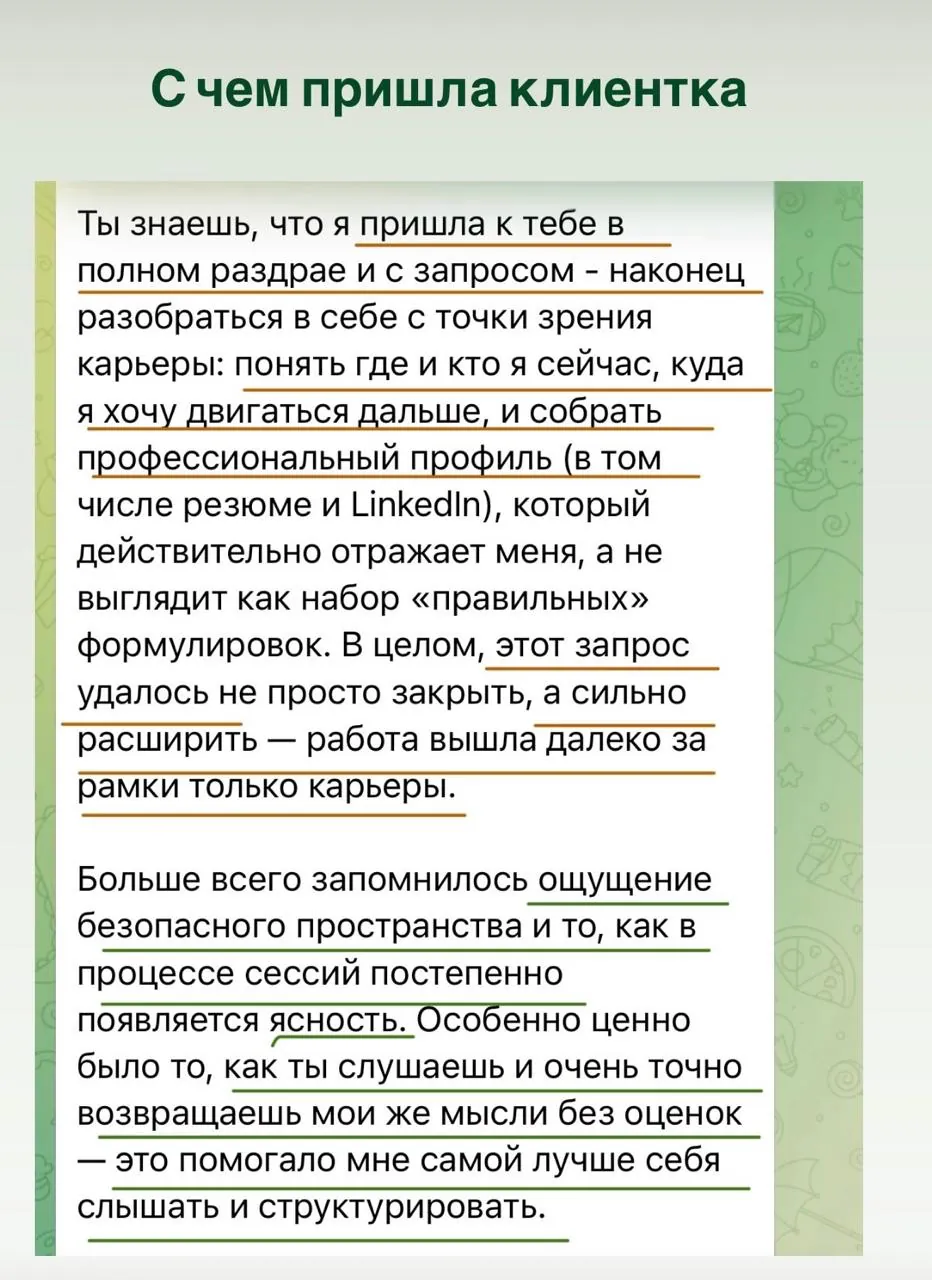 С чем пришла клиентка
Ты знаешь, что я пришла к тебе в
полном раздрае и с запросом - наконец
разобраться в себе с точки зрения
карьеры: понять где и кто я сейчас, куда
я хочу двигаться дальше, и собрать
профессиональный профиль (в том
числе резюме и LinkedIn), который
действительно отражает меня, а не
выглядит как набор «правильных»
формулировок. В целом, этот запрос
удалось не просто закрыть, а сильно
расширить — работа вышла далеко за
рамки только карьеры.
Больше всего запомнилось ощущение
безопасного пространства и то, как в
процессе сессий постепенно
появляется ясность. Особенно ценно
было то, как ты слушаешь и очень точно
возвращаешь мои же мысли без оценок
— это помогало мне самой лучше себя
слышать и структурировать.